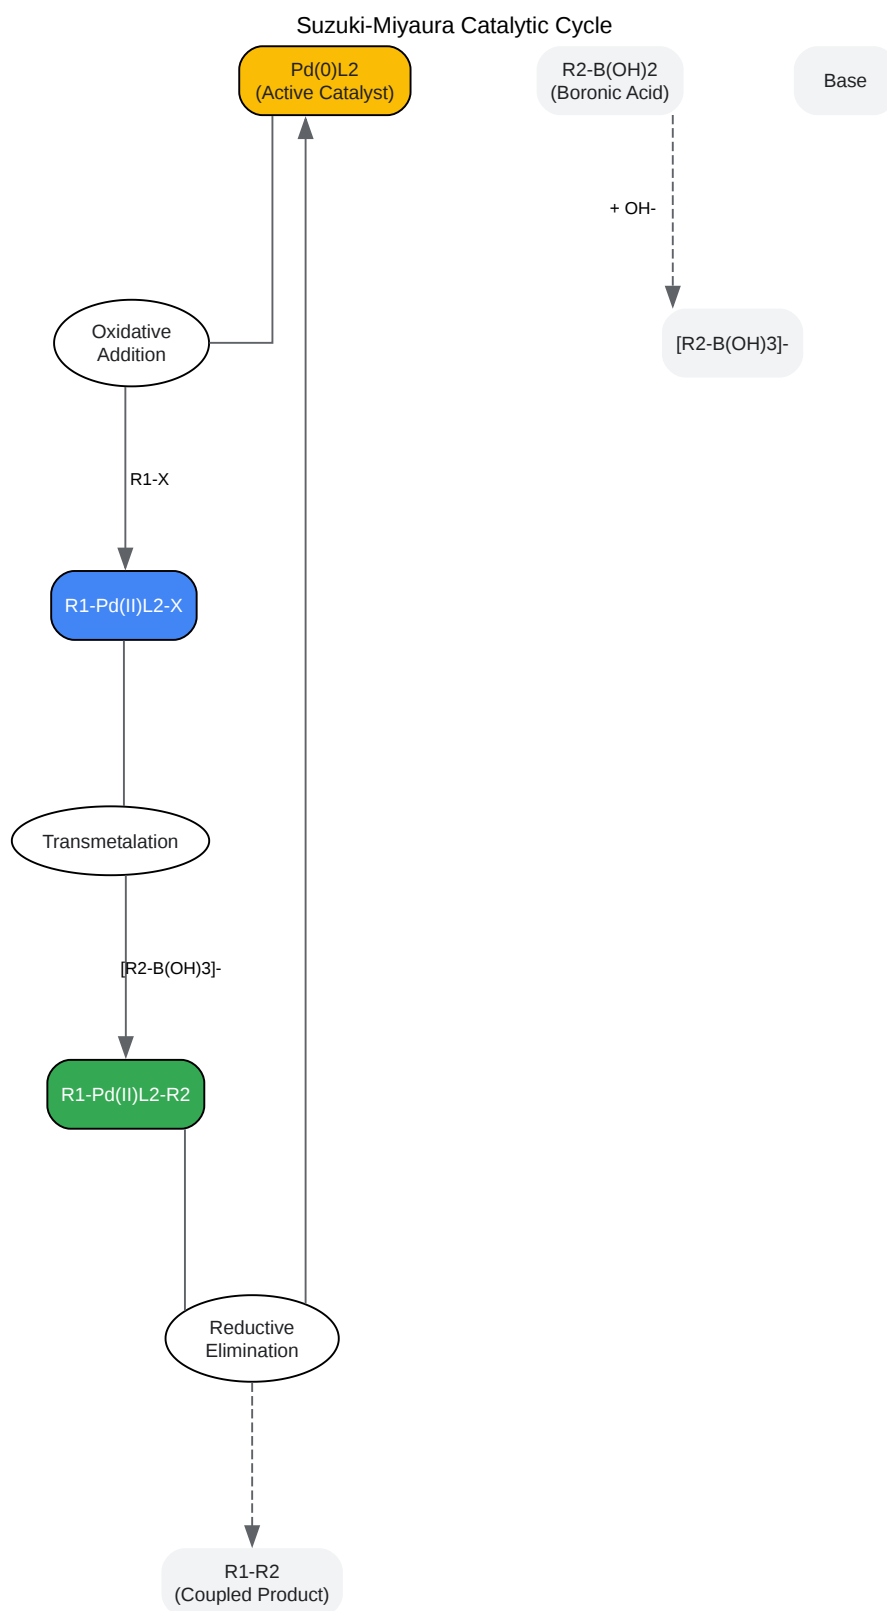 Suzuki-Miyaura Catalytic Cycle
Pd(0)L2
(Active Catalyst)
R2-B(OH)2
(Boronic Acid)
Base
+ OH-
Oxidative
Addition
[R2-B(OH)3]-
R1-X
R1-Pd(II)L2-X
Transmetalation
[R2-B(OH)3]-
R1-Pd(II)L2-R2
Reductive
Elimination
R1-R2
(Coupled Product)